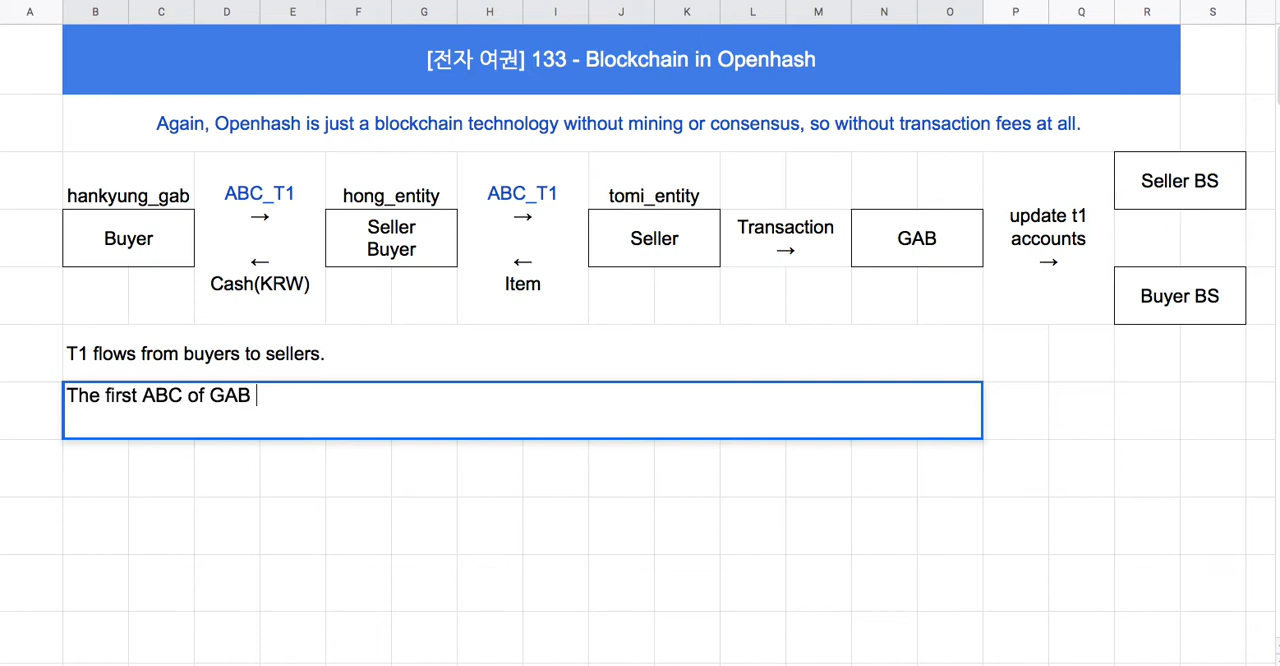 A B C D E F G H I J K L M N O P Q R S
[전자 여권] 133 - Blockchain in Openhash
Again, Openhash is just a blockchain technology without mining or consensus, so without transaction fees at all.
hankyung_gab
Buyer
ABC_T1
→
←
Cash(KRW)
hong_entity
Seller
Buyer
ABC_T1
→
←
Item
tomi_entity
Seller
Transaction
→
GAB
update t1
accounts
→
Seller BS
Buyer BS
T1 flows from buyers to sellers.
The first ABC of GAB